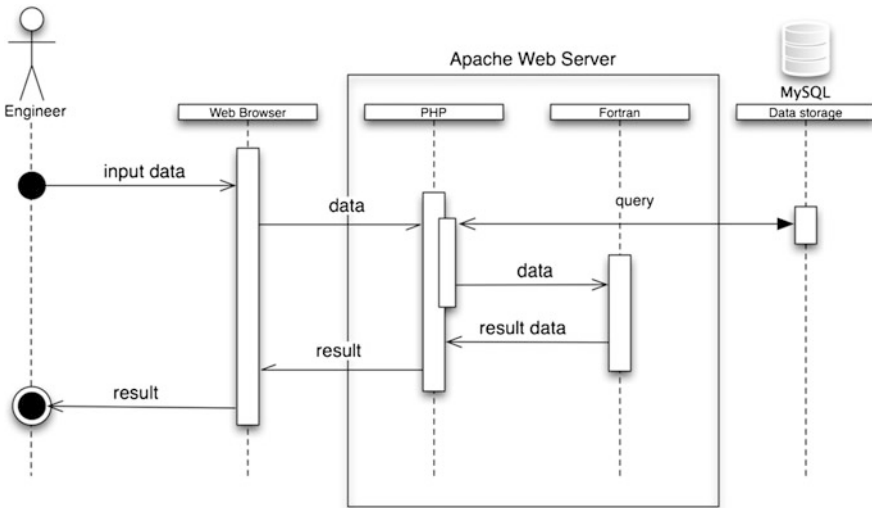 Apache Web Server
MySQL
Engineer
Web Browser
PHP
Fortran
Data storage
input data
data
query
data
result data
result
result